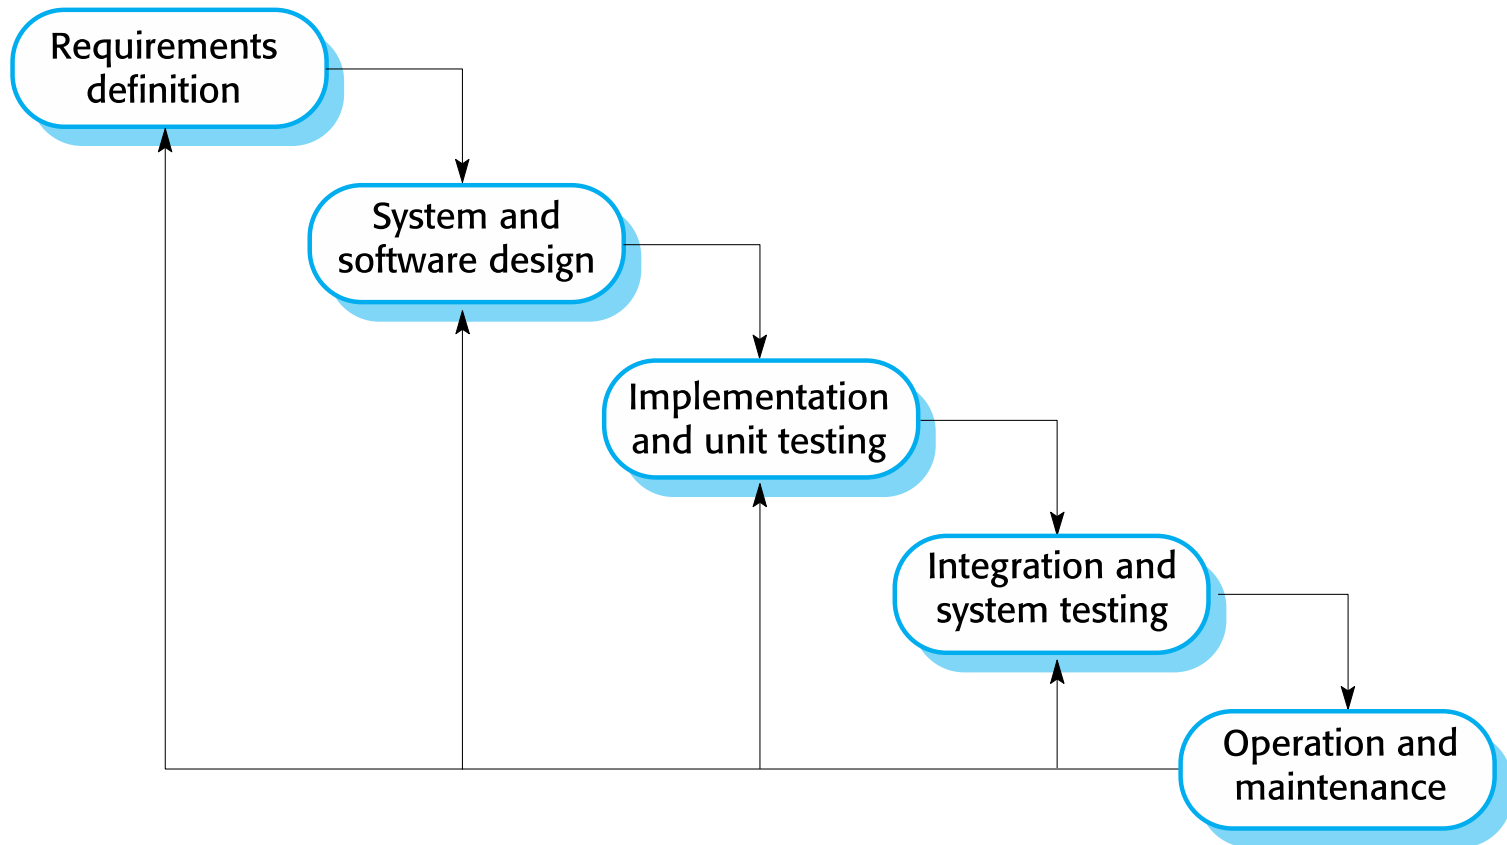 Requirements
definition
System and
software design
Implementation
and unit testing
Integration and
system testing
Operation and
maintenance